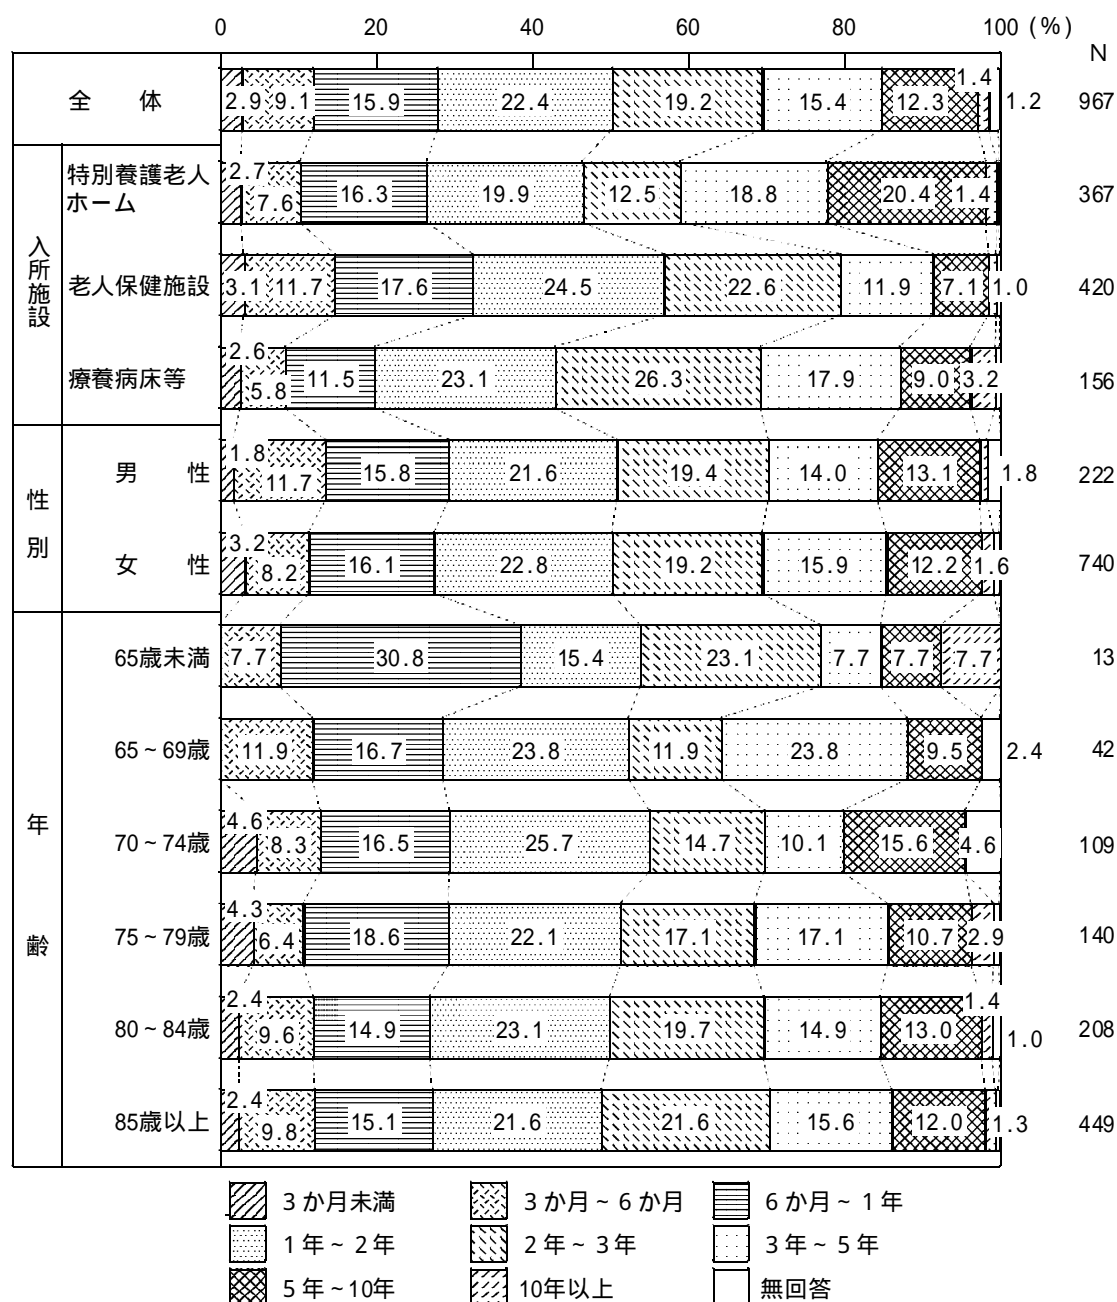 0 20 40 60 80 100 (%)
N
全 体 2.9 9.1 15.9 22.4 19.2 15.4 12.3 1.4 1.2 967
入所施設
特別養護老人ホーム 2.7 7.6 16.3 19.9 12.5 18.8 20.4 1.4 367
老人保健施設 3.1 11.7 17.6 24.5 22.6 11.9 7.1 1.0 420
療養病床等 2.6 5.8 11.5 23.1 26.3 17.9 9.0 3.2 156
性別
男 性 1.8 11.7 15.8 21.6 19.4 14.0 13.1 1.8 222
女 性 3.2 8.2 16.1 22.8 19.2 15.9 12.2 1.6 740
年齢
65歳未満 7.7 30.8 15.4 23.1 7.7 7.7 7.7 13
65~69歳 11.9 16.7 23.8 11.9 23.8 9.5 2.4 42
70~74歳 4.6 8.3 16.5 25.7 14.7 10.1 15.6 4.6 109
75~79歳 4.3 6.4 18.6 22.1 17.1 17.1 10.7 2.9 140
80~84歳 2.4 9.6 14.9 23.1 19.7 14.9 13.0 1.4 1.0 208
85歳以上 2.4 9.8 15.1 21.6 21.6 15.6 12.0 1.3 449
3か月未満 3か月~6か月 6か月~1年
1年~2年 2年~3年 3年~5年
5年~10年 10年以上 無回答